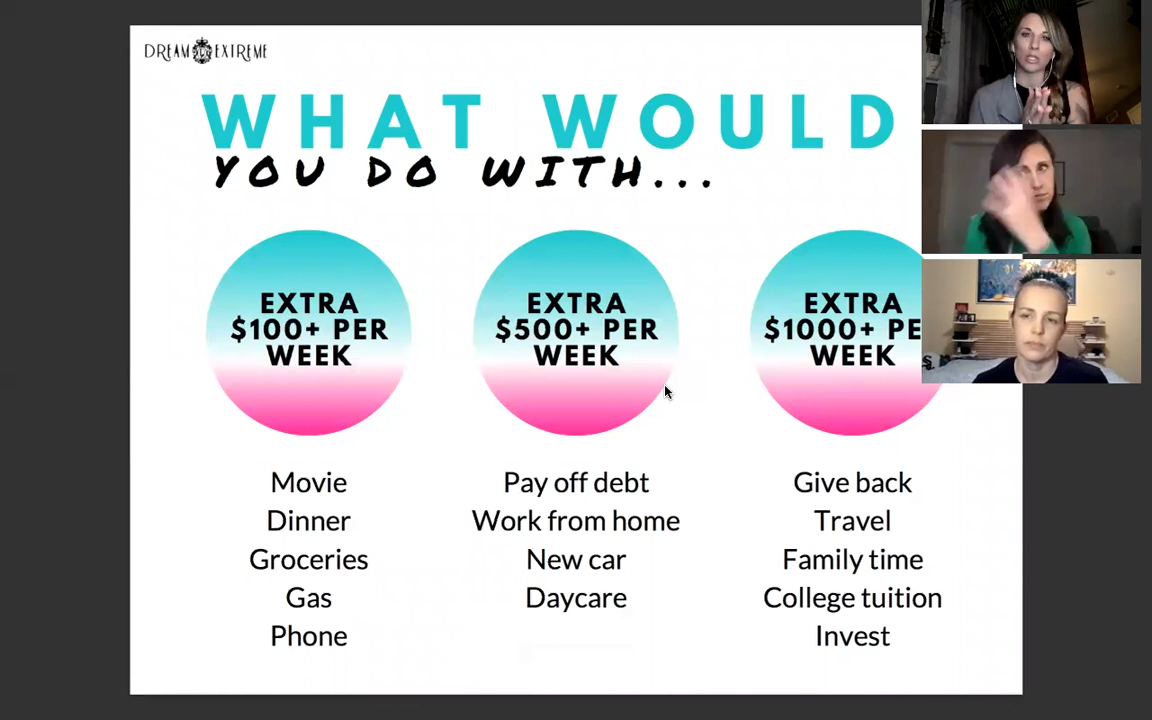 DREAM EXTREME
WHAT WOULD
YOU DO WITH...
EXTRA
$100+ PER
WEEK
EXTRA
$500+ PER
WEEK
EXTRA
$1000+ PE
WEEK
Movie
Dinner
Groceries
Gas
Phone
Pay off debt
Work from home
New car
Daycare
Give back
Travel
Family time
College tuition
Invest